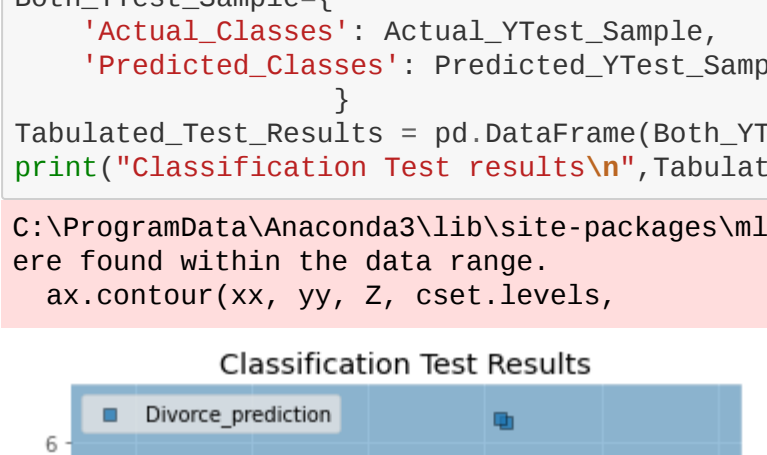 Both_YTest_Sample={
'Actual_Classes': Actual_YTest_Sample,
'Predicted_Classes': Predicted_YTest_Samp
}
Tabulated_Test_Results = pd.DataFrame(Both_YT
print("Classification Test results\n",Tabulat
C:\ProgramData\Anaconda3\lib\site-packages\ml
ere found within the data range.
ax.contour(xx, yy, Z, cset.levels,
Classification Test Results
Divorce_prediction
6